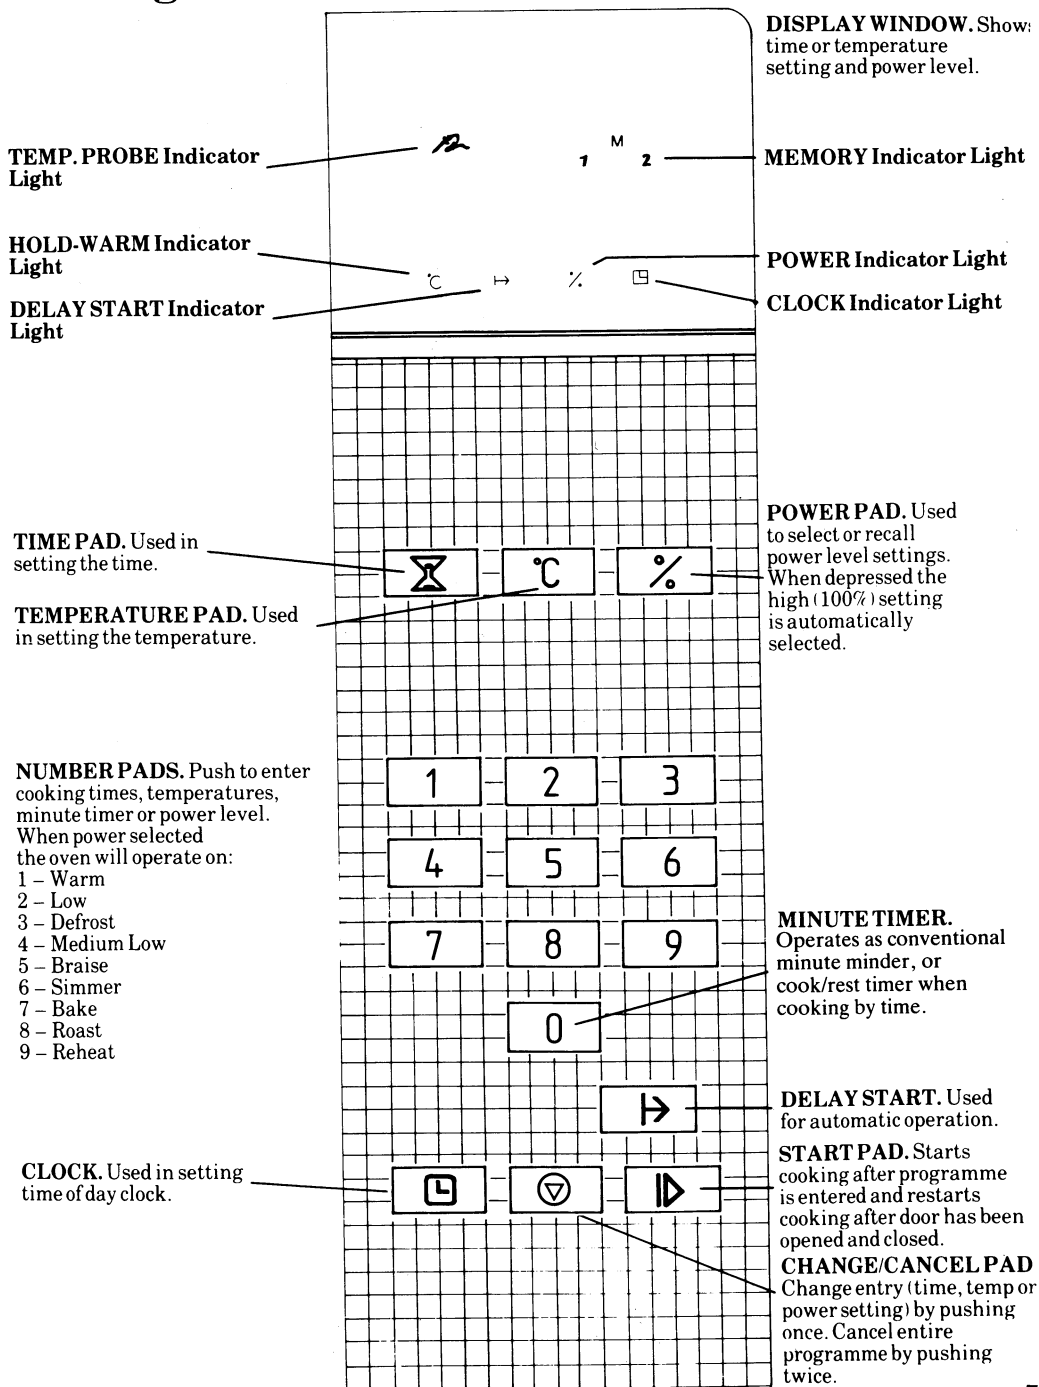 DISPLAY WINDOW. Shows
time or temperature
setting and power level.
TEMP. PROBE Indicator
Light
M
1 2
MEMORY Indicator Light
HOLD-WARM Indicator
Light
POWER Indicator Light
°C ↦ %
DELAY START Indicator
Light
CLOCK Indicator Light
TIME PAD. Used in
setting the time.
°C %
TEMPERATURE PAD. Used
in setting the temperature.
POWER PAD. Used
to select or recall
power level settings.
When depressed the
high (100%) setting
is automatically
selected.
NUMBER PADS. Push to enter
cooking times, temperatures,
minute timer or power level.
When power selected
the oven will operate on:
1 – Warm
2 – Low
3 – Defrost
4 – Medium Low
5 – Braise
6 – Simmer
7 – Bake
8 – Roast
9 – Reheat
1 2 3
4 5 6
7 8 9
0
MINUTE TIMER.
Operates as conventional
minute minder, or
cook/rest timer when
cooking by time.
DELAY START. Used
for automatic operation.
CLOCK. Used in setting
time of day clock.
START PAD. Starts
cooking after programme
is entered and restarts
cooking after door has been
opened and closed.
CHANGE/CANCEL PAD
Change entry (time, temp or
power setting) by pushing
once. Cancel entire
programme by pushing
twice.